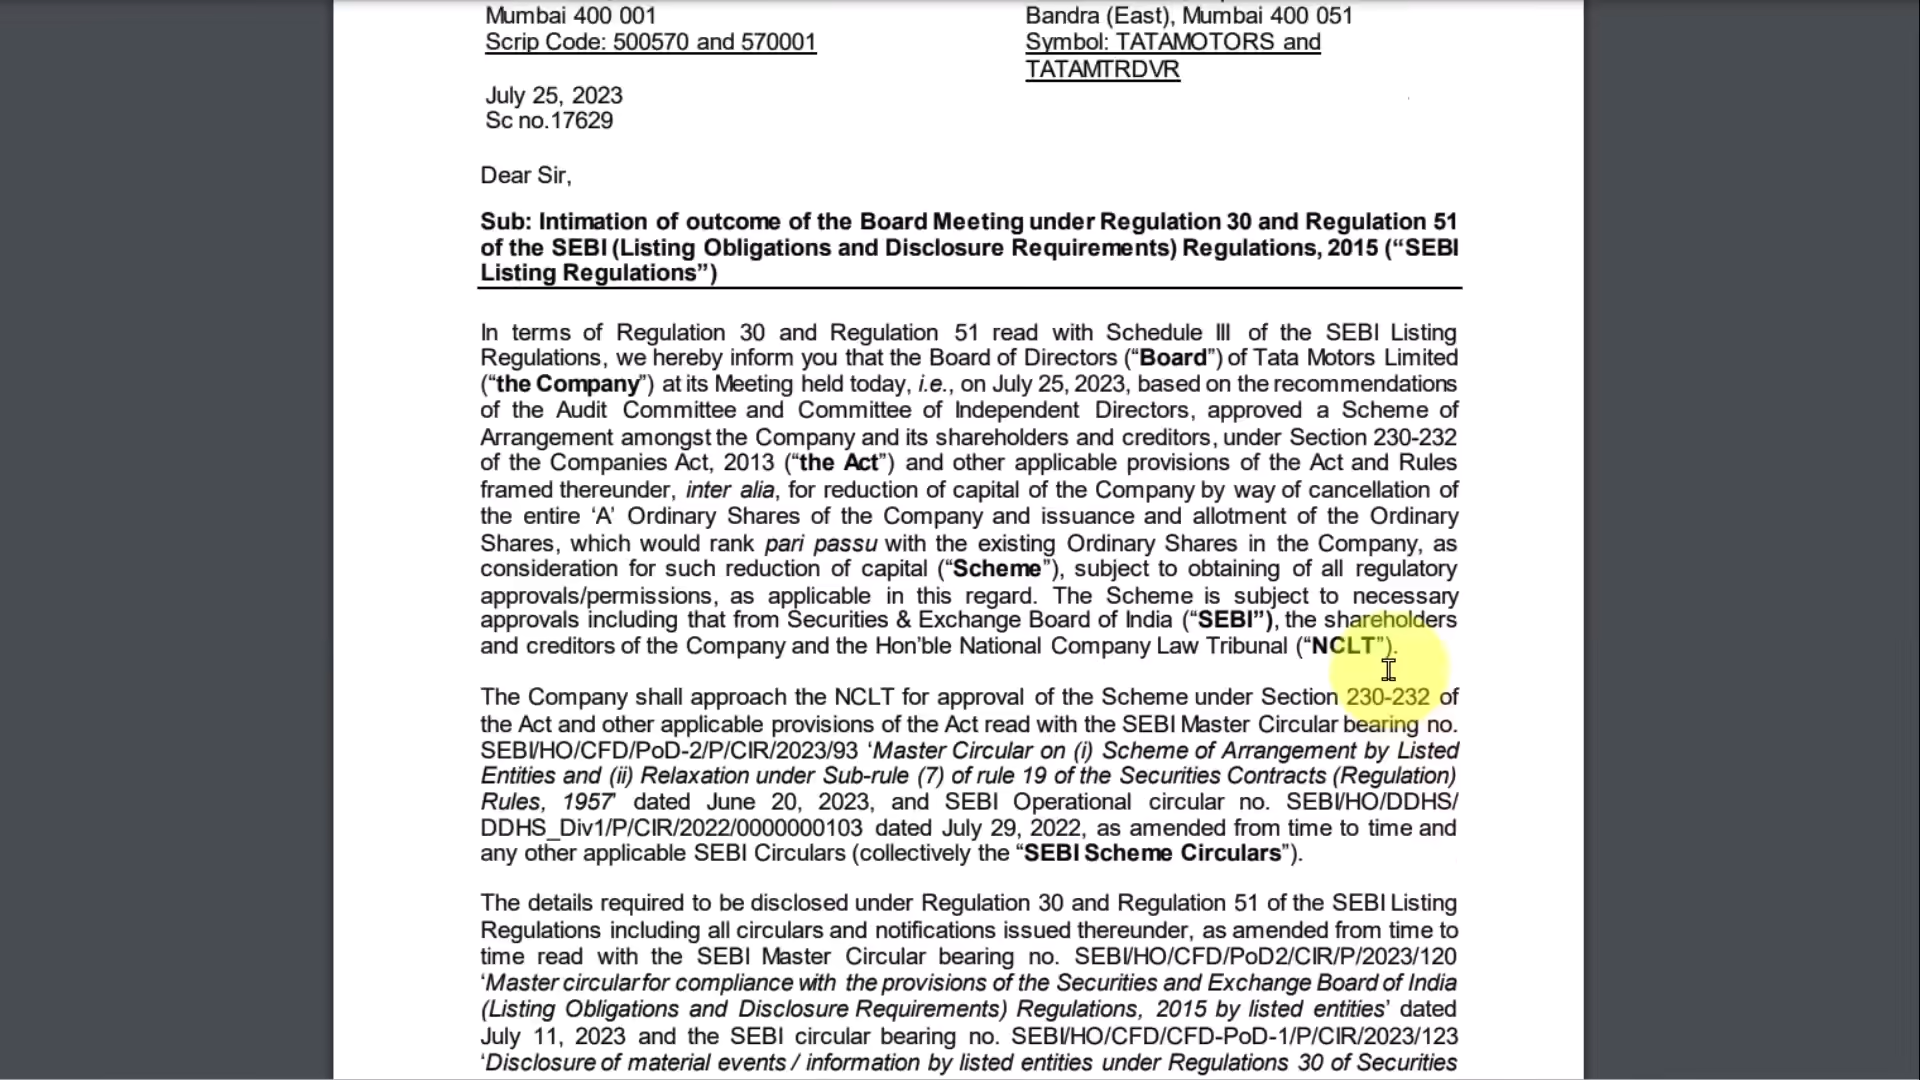 Mumbai 400 001
Scrip Code: 500570 and 570001
Bandra (East), Mumbai 400 051
Symbol: TATAMOTORS and
TATAMTRDVR
July 25, 2023
Sc no.17629
Dear Sir,
Sub: Intimation of outcome of the Board Meeting under Regulation 30 and Regulation 51
of the SEBI (Listing Obligations and Disclosure Requirements) Regulations, 2015 (“SEBI
Listing Regulations”)
In terms of Regulation 30 and Regulation 51 read with Schedule III of the SEBI Listing
Regulations, we hereby inform you that the Board of Directors (“Board”) of Tata Motors Limited
(“the Company”) at its Meeting held today, i.e., on July 25, 2023, based on the recommendations
of the Audit Committee and Committee of Independent Directors, approved a Scheme of
Arrangement amongst the Company and its shareholders and creditors, under Section 230-232
of the Companies Act, 2013 (“the Act”) and other applicable provisions of the Act and Rules
framed thereunder, inter alia, for reduction of capital of the Company by way of cancellation of
the entire ‘A’ Ordinary Shares of the Company and issuance and allotment of the Ordinary
Shares, which would rank pari passu with the existing Ordinary Shares in the Company, as
consideration for such reduction of capital (“Scheme”), subject to obtaining of all regulatory
approvals/permissions, as applicable in this regard. The Scheme is subject to necessary
approvals including that from Securities & Exchange Board of India (“SEBI”), the shareholders
and creditors of the Company and the Hon’ble National Company Law Tribunal (“NCLT”).
The Company shall approach the NCLT for approval of the Scheme under Section 230-232 of
the Act and other applicable provisions of the Act read with the SEBI Master Circular bearing no.
SEBI/HO/CFD/PoD-2/P/CIR/2023/93 ‘Master Circular on (i) Scheme of Arrangement by Listed
Entities and (ii) Relaxation under Sub-rule (7) of rule 19 of the Securities Contracts (Regulation)
Rules, 1957’ dated June 20, 2023, and SEBI Operational circular no. SEBI/HO/DDHS/
DDHS_Div1/P/CIR/2022/0000000103 dated July 29, 2022, as amended from time to time and
any other applicable SEBI Circulars (collectively the “SEBI Scheme Circulars”).
The details required to be disclosed under Regulation 30 and Regulation 51 of the SEBI Listing
Regulations including all circulars and notifications issued thereunder, as amended from time to
time read with the SEBI Master Circular bearing no. SEBI/HO/CFD/PoD2/CIR/P/2023/120
‘Master circular for compliance with the provisions of the Securities and Exchange Board of India
(Listing Obligations and Disclosure Requirements) Regulations, 2015 by listed entities’ dated
July 11, 2023 and the SEBI circular bearing no. SEBI/HO/CFD/CFD-PoD-1/P/CIR/2023/123
‘Disclosure of material events / information by listed entities under Regulations 30 of Securities